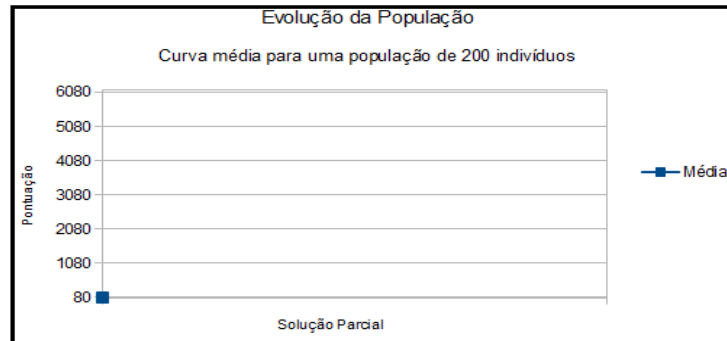 Evolução da População
Curva média para uma população de 200 indivíduos
6080
5080
4080
3080
2080
1080
80
Pontuação
Média
Solução Parcial